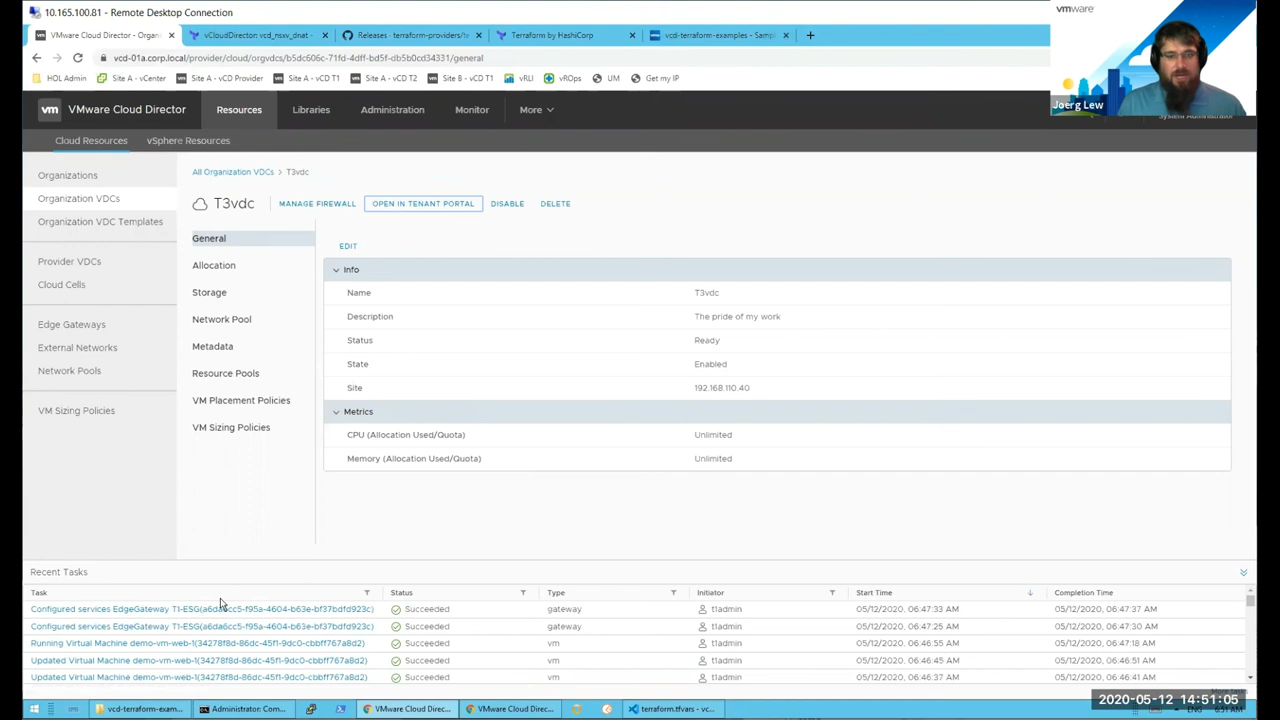 10.165.100.81 - Remote Desktop Connection
vmware
VMware Cloud Director - Organi
vCloudDirector: vcd_nsxv_dnat -
Releases · terraform-providers/te
Terraform by HashiCorp
vcd-terraform-examples - Sampl
vcd-01a.corp.local/provider/cloud/orgvdcs/b5dc606c-71fd-4dff-bd5f-db5b0cd34331/general
HOL Admin
Site A - vCenter
Site A - vCD Provider
Site A - vCD T1
Site A - vCD T2
Site B - vCD T1
vRLI
vROps
UM
Get my IP
Joerg Lew
vm
VMware Cloud Director
Resources
Libraries
Administration
Monitor
More
System Administrator
Cloud Resources
vSphere Resources
Organizations
Organization VDCs
Organization VDC Templates
Provider VDCs
Cloud Cells
Edge Gateways
External Networks
Network Pools
VM Sizing Policies
All Organization VDCs > T3vdc
T3vdc
MANAGE FIREWALL
OPEN IN TENANT PORTAL
DISABLE
DELETE
General
Allocation
Storage
Network Pool
Metadata
Resource Pools
VM Placement Policies
VM Sizing Policies
EDIT
Info
Name T3vdc
Description The pride of my work
Status Ready
State Enabled
Site 192.168.110.40
Metrics
CPU (Allocation Used/Quota) Unlimited
Memory (Allocation Used/Quota) Unlimited
Recent Tasks
Task Status Type Initiator Start Time Completion Time
Configured services EdgeGateway T1-ESG(a6da6cc5-f95a-4604-b63e-bf37bdfd923c) Succeeded gateway t1admin 05/12/2020, 06:47:33 AM 05/12/2020, 06:47:37 AM
Configured services EdgeGateway T1-ESG(a6da6cc5-f95a-4604-b63e-bf37bdfd923c) Succeeded gateway t1admin 05/12/2020, 06:47:25 AM 05/12/2020, 06:47:30 AM
Running Virtual Machine demo-vm-web-1(34278f8d-86dc-45f1-9dc0-cbbff767a8d2) Succeeded vm t1admin 05/12/2020, 06:46:55 AM 05/12/2020, 06:47:18 AM
Updated Virtual Machine demo-vm-web-1(34278f8d-86dc-45f1-9dc0-cbbff767a8d2) Succeeded vm t1admin 05/12/2020, 06:46:45 AM 05/12/2020, 06:46:51 AM
Updated Virtual Machine demo-vm-web-1(34278f8d-86dc-45f1-9dc0-cbbff767a8d2) Succeeded vm t1admin 05/12/2020, 06:46:37 AM 05/12/2020, 06:46:41 AM
2020-05-12 14:51:05
vcd-terraform-exam...
Administrator: Com...
VMware Cloud Direc...
VMware Cloud Direc...
terraform.tfvars - vc...